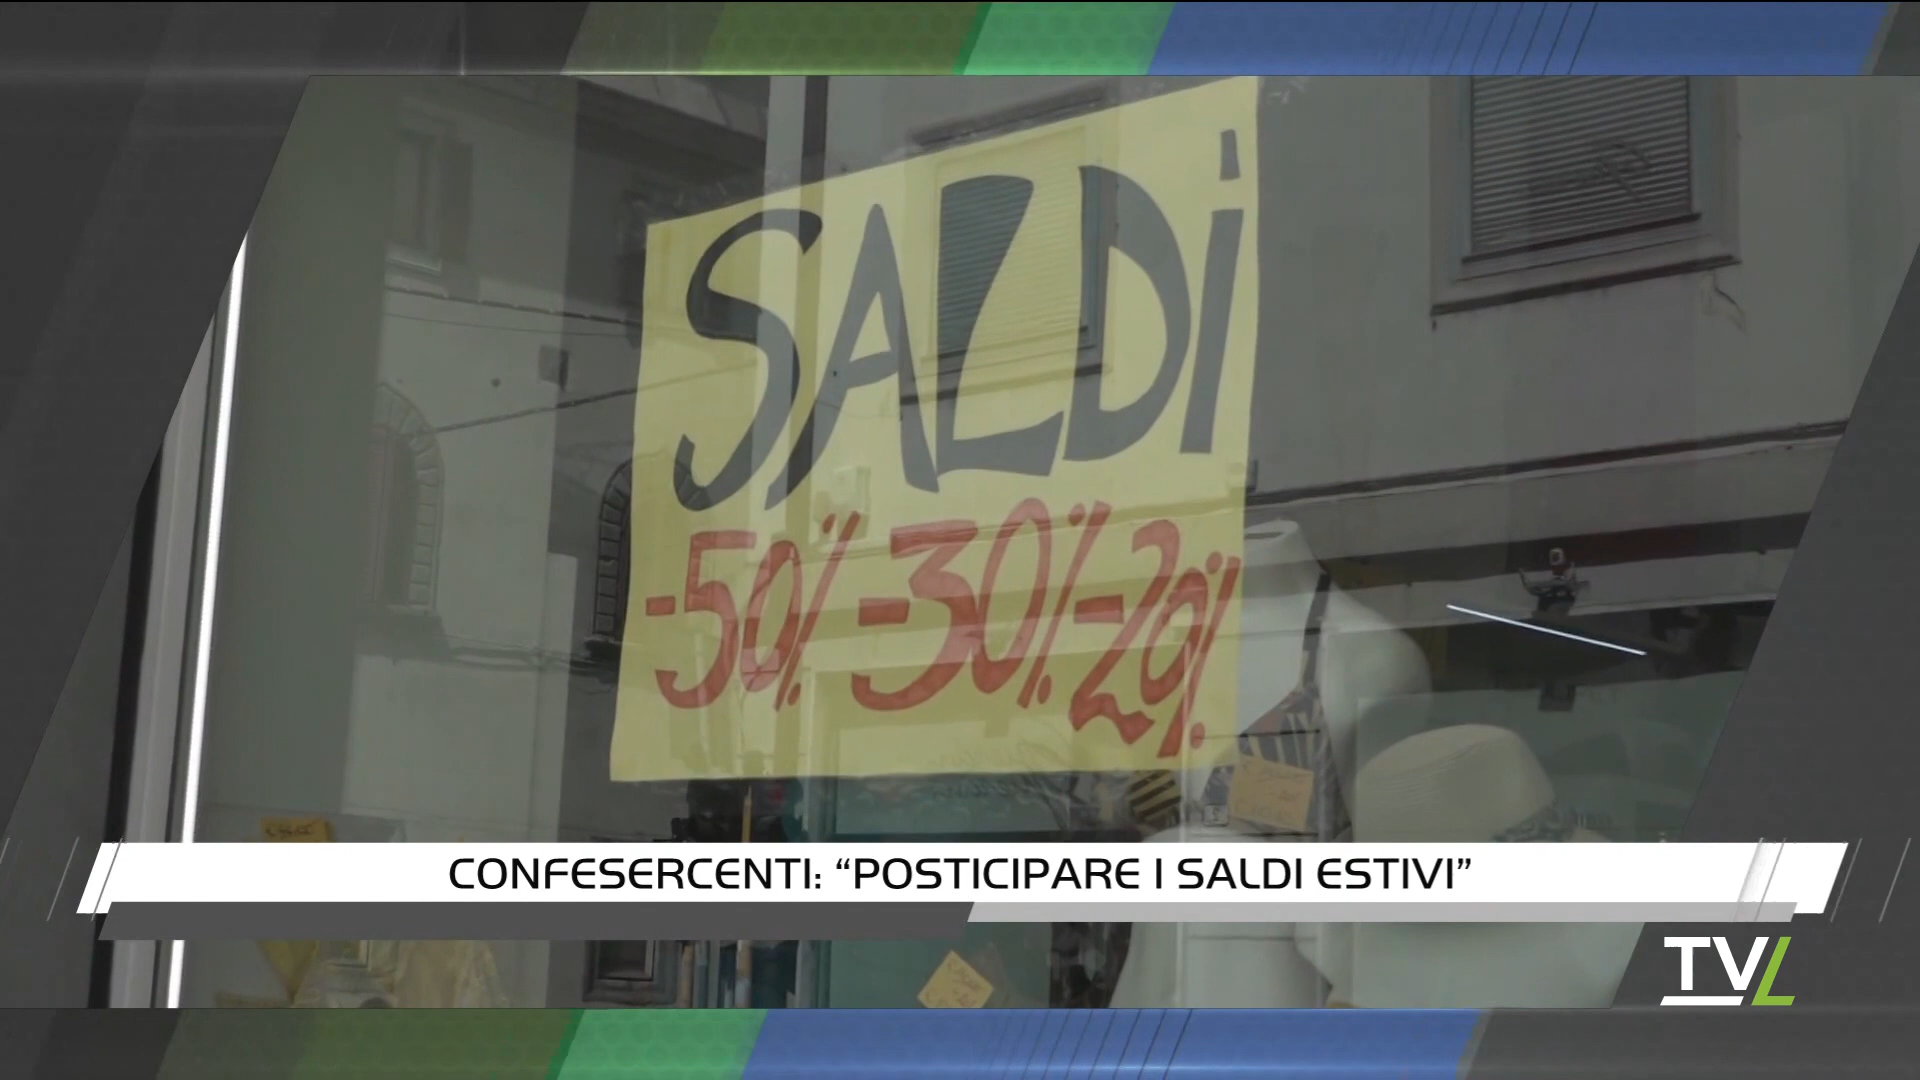 SALDi
-50% -30% -20%
CONFESERCENTI: “POSTICIPARE I SALDI ESTIVI”
TVL